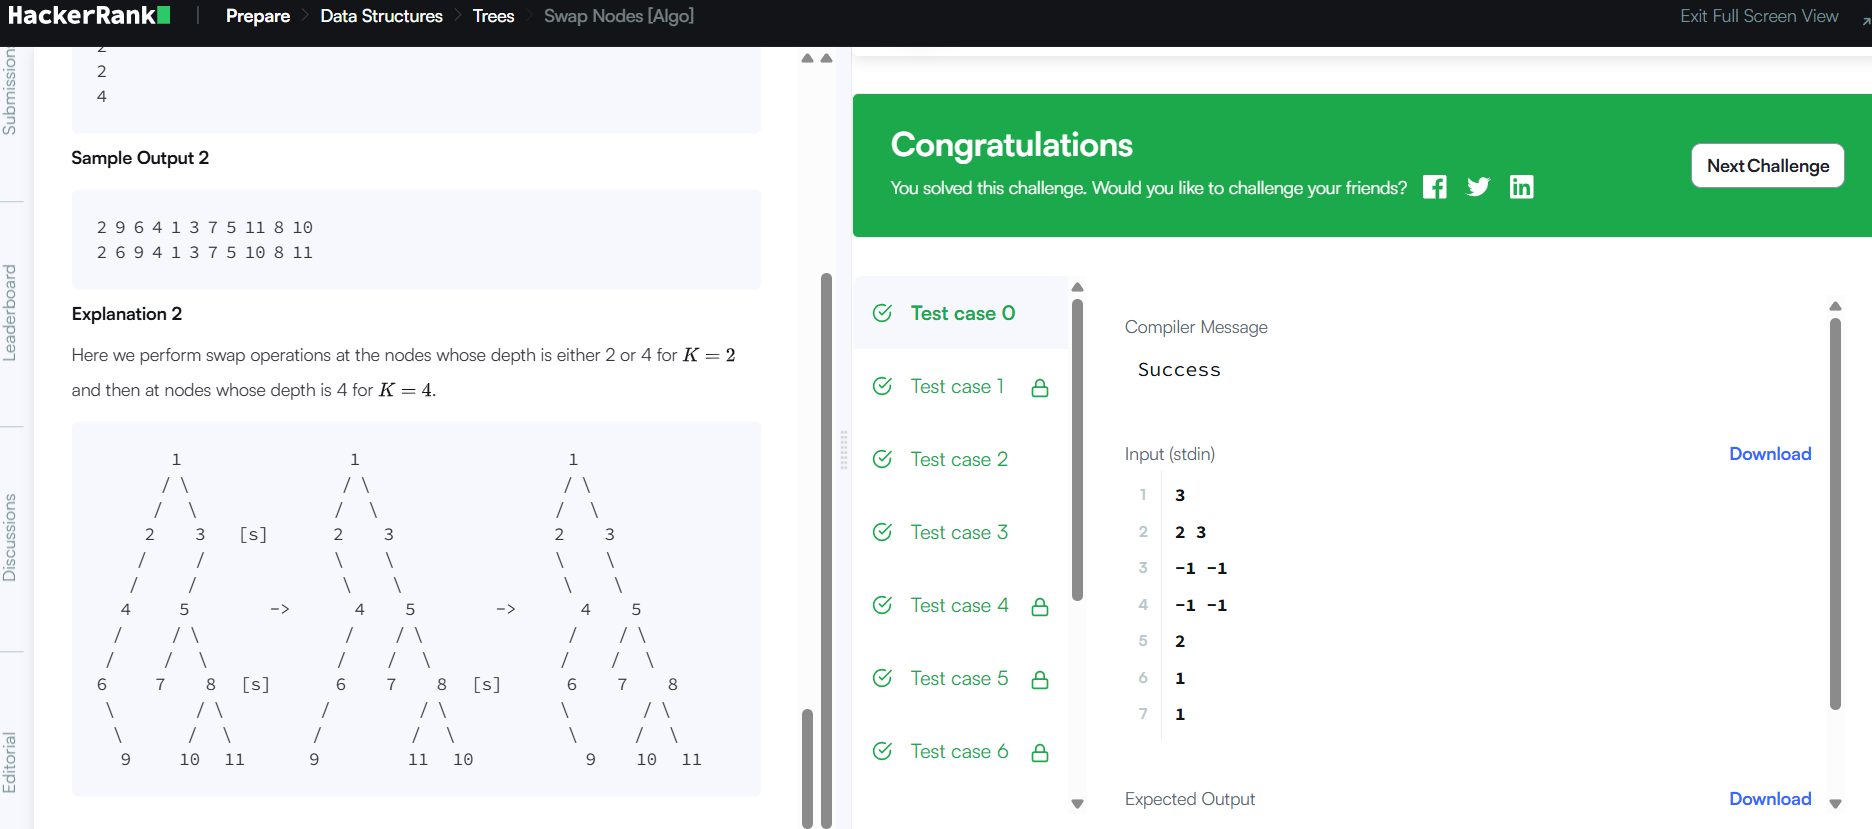 HackerRank | Prepare > Data Structures > Trees > Swap Nodes [Algo] Exit Full Screen View
Submissions
Leaderboard
Discussions
Editorial
2
2
4
Sample Output 2
2 9 6 4 1 3 7 5 11 8 10
2 6 9 4 1 3 7 5 10 8 11
Explanation 2
Here we perform swap operations at the nodes whose depth is either 2 or 4 for K = 2
and then at nodes whose depth is 4 for K = 4.
1 1 1
/ \ / \ / \
/ \ / \ / \
2 3 [s] 2 3 2 3
/ / \ \ \ \
/ / \ \ \ \
4 5 -> 4 5 -> 4 5
/ / \ / / \ / / \
/ / \ / / \ / / \
6 7 8 [s] 6 7 8 [s] 6 7 8
\ / \ / / \ \ / \
\ / \ / / \ \ / \
9 10 11 9 11 10 9 10 11
Congratulations
You solved this challenge. Would you like to challenge your friends?
Next Challenge
Test case 0
Test case 1
Test case 2
Test case 3
Test case 4
Test case 5
Test case 6
Compiler Message
Success
Input (stdin) Download
1 3
2 2 3
3 -1 -1
4 -1 -1
5 2
6 1
7 1
Expected Output Download